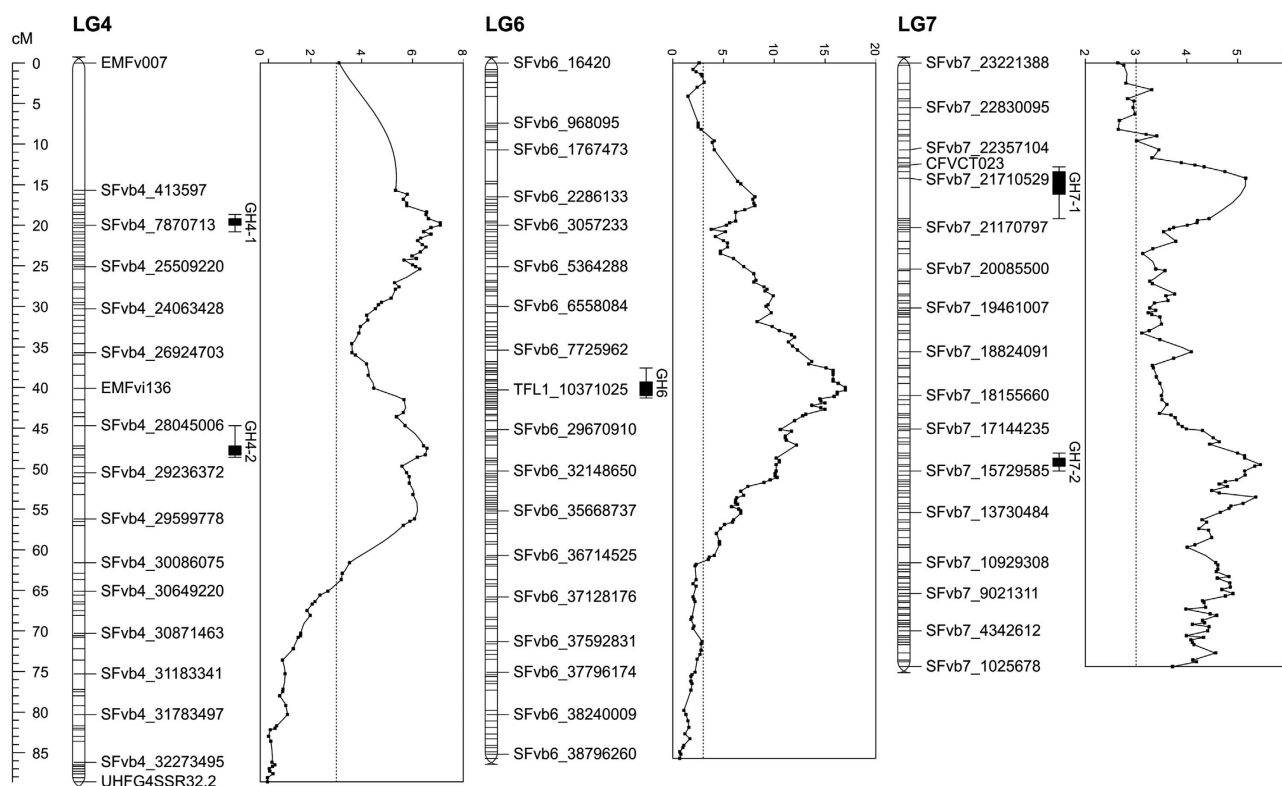 LG4
LG6
LG7
cM
0
5
10
15
20
25
30
35
40
45
50
55
60
65
70
75
80
85
EMFv007
SFvb4_413597
SFvb4_7870713
SFvb4_25509220
SFvb4_24063428
SFvb4_26924703
EMFvi136
SFvb4_28045006
SFvb4_29236372
SFvb4_29599778
SFvb4_30086075
SFvb4_30649220
SFvb4_30871463
SFvb4_31183341
SFvb4_31783497
SFvb4_32273495
UHFG4SSR32.2
GH4-1
GH4-2
0 2 4 6 8
SFvb6_16420
SFvb6_968095
SFvb6_1767473
SFvb6_2286133
SFvb6_3057233
SFvb6_5364288
SFvb6_6558084
SFvb6_7725962
TFL1_10371025
SFvb6_29670910
SFvb6_32148650
SFvb6_35668737
SFvb6_36714525
SFvb6_37128176
SFvb6_37592831
SFvb6_37796174
SFvb6_38240009
SFvb6_38796260
GH6
0 5 10 15 20
SFvb7_23221388
SFvb7_22830095
SFvb7_22357104
CFVCT023
SFvb7_21710529
SFvb7_21170797
SFvb7_20085500
SFvb7_19461007
SFvb7_18824091
SFvb7_18155660
SFvb7_17144235
SFvb7_15729585
SFvb7_13730484
SFvb7_10929308
SFvb7_9021311
SFvb7_4342612
SFvb7_1025678
GH7-1
GH7-2
2 3 4 5